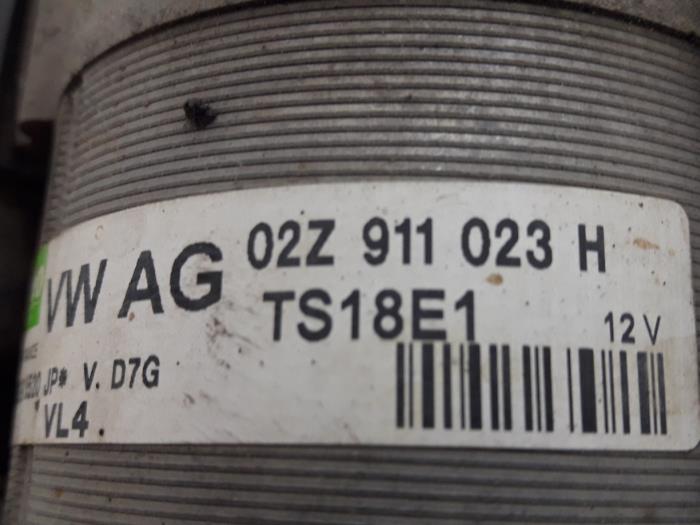 VW AG 02Z 911 023 H
TS18E1 12 V
JP* V. D7G
VL4